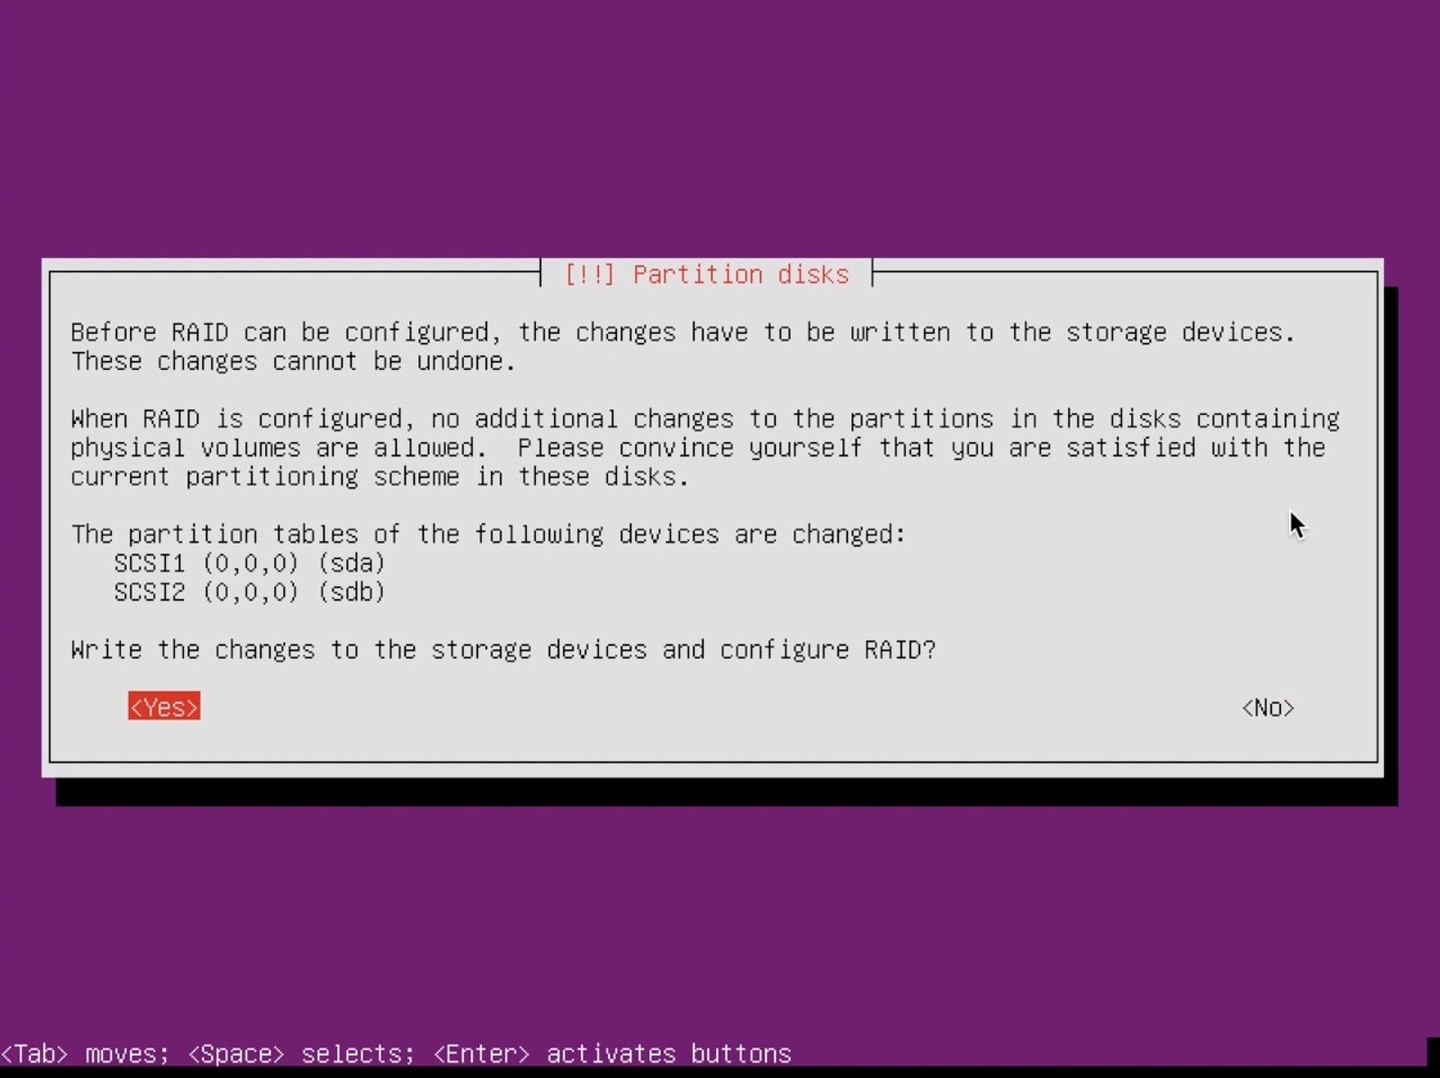 [!!] Partition disks
Before RAID can be configured, the changes have to be written to the storage devices.
These changes cannot be undone.
When RAID is configured, no additional changes to the partitions in the disks containing
physical volumes are allowed.  Please convince yourself that you are satisfied with the
current partitioning scheme in these disks.
The partition tables of the following devices are changed:
SCSI1 (0,0,0) (sda)
SCSI2 (0,0,0) (sdb)
Write the changes to the storage devices and configure RAID?
<Yes> <No>
<Tab> moves; <Space> selects; <Enter> activates buttons